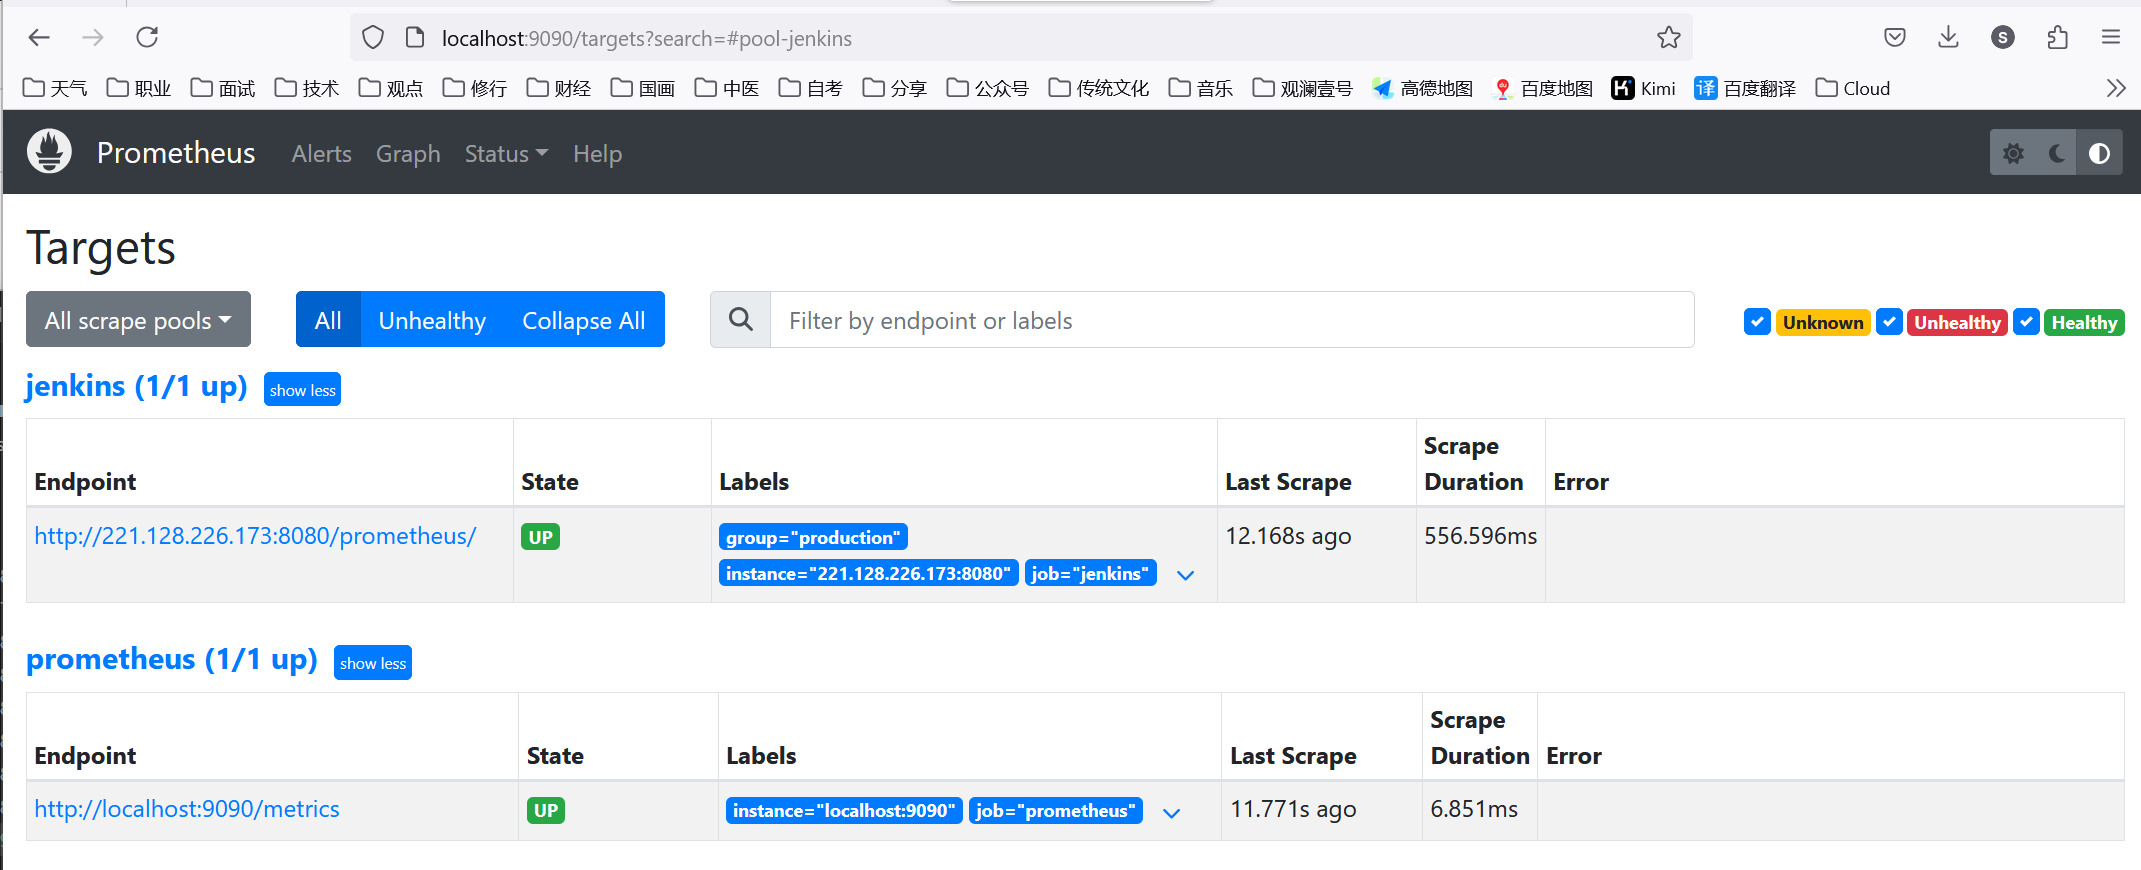 localhost:9090/targets?search=#pool-jenkins
S
天气 职业 面试 技术 观点 修行 财经 国画 中医 自考 分享 公众号 传统文化 音乐 观澜壹号 高德地图 百度地图 Kimi 译 百度翻译 Cloud
Prometheus Alerts Graph Status Help
Targets
All scrape pools All Unhealthy Collapse All Filter by endpoint or labels Unknown Unhealthy Healthy
jenkins (1/1 up) show less
Endpoint State Labels Last Scrape Scrape Duration Error
http://221.128.226.173:8080/prometheus/ UP group="production" 12.168s ago 556.596ms
instance="221.128.226.173:8080" job="jenkins"
prometheus (1/1 up) show less
Endpoint State Labels Last Scrape Scrape Duration Error
http://localhost:9090/metrics UP instance="localhost:9090" job="prometheus" 11.771s ago 6.851ms